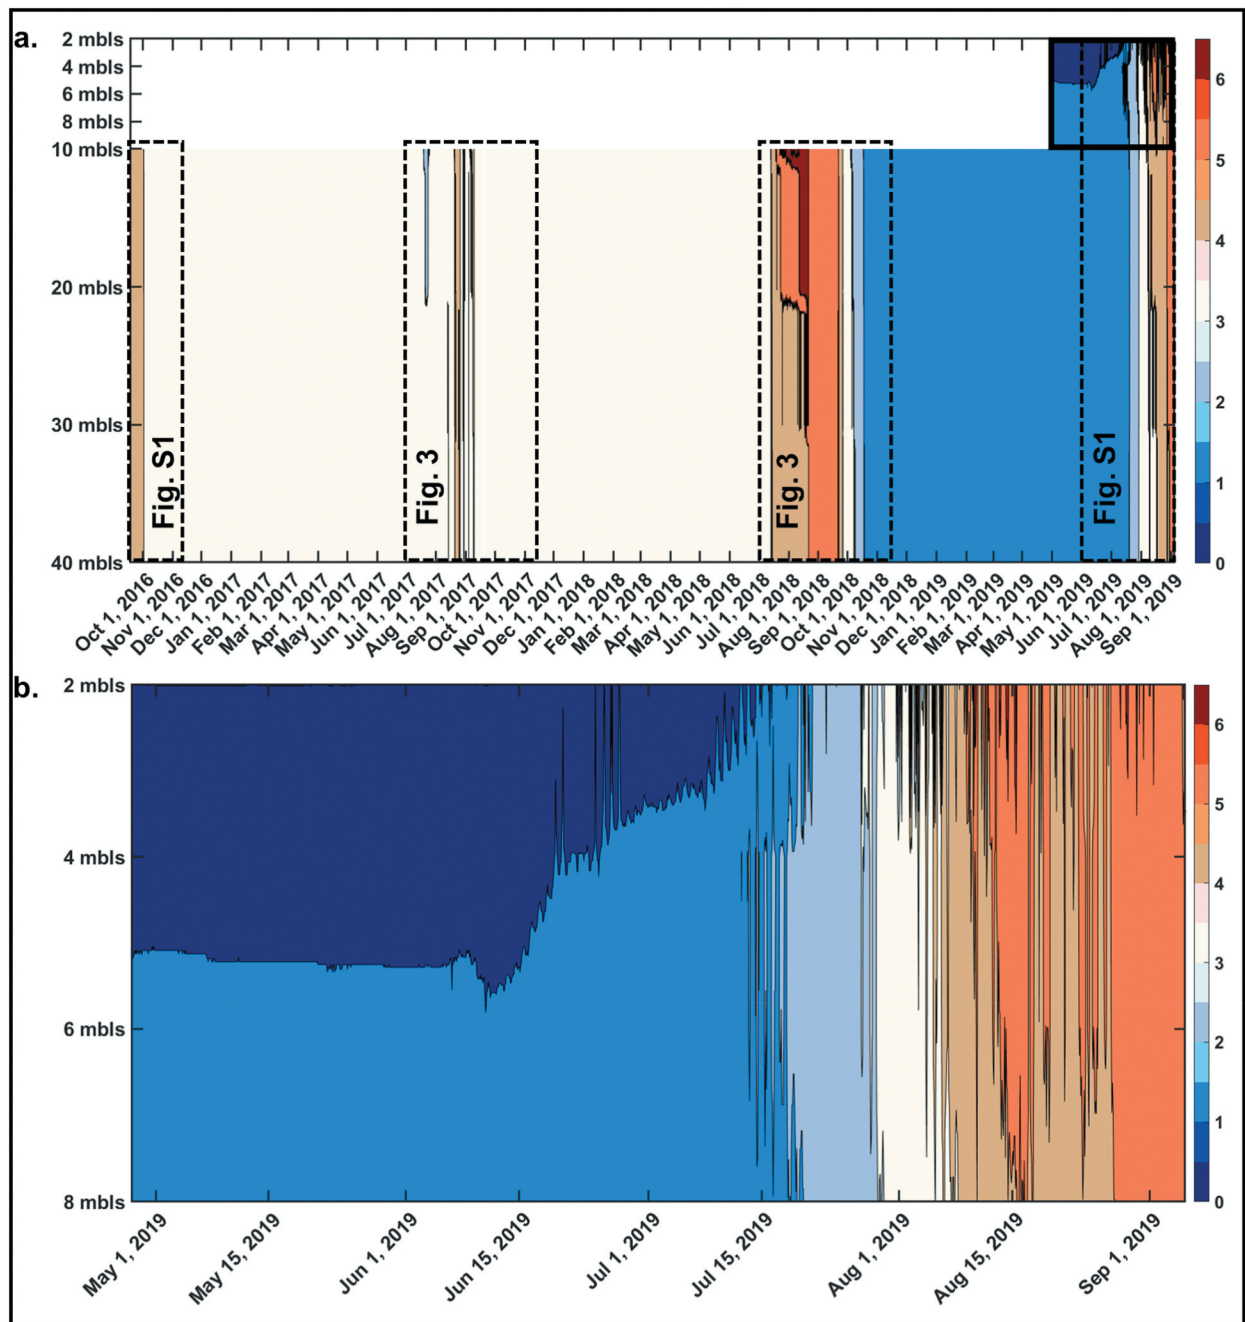 a.
2 mbls
4 mbls
6 mbls
8 mbls
10 mbls
20 mbls
30 mbls
40 mbls
Fig. S1
Fig. 3
Fig. 3
Fig. S1
6
5
4
3
2
1
0
Oct 1, 2016
Nov 1, 2016
Dec 1, 2016
Jan 1, 2017
Feb 1, 2017
Mar 1, 2017
Apr 1, 2017
May 1, 2017
Jun 1, 2017
Jul 1, 2017
Aug 1, 2017
Sep 1, 2017
Oct 1, 2017
Nov 1, 2017
Dec 1, 2017
Jan 1, 2018
Feb 1, 2018
Mar 1, 2018
Apr 1, 2018
May 1, 2018
Jun 1, 2018
Jul 1, 2018
Aug 1, 2018
Sep 1, 2018
Oct 1, 2018
Nov 1, 2018
Dec 1, 2018
Jan 1, 2019
Feb 1, 2019
Mar 1, 2019
Apr 1, 2019
May 1, 2019
Jun 1, 2019
Jul 1, 2019
Aug 1, 2019
Sep 1, 2019
b.
2 mbls
4 mbls
6 mbls
8 mbls
6
5
4
3
2
1
0
May 1, 2019
May 15, 2019
Jun 1, 2019
Jun 15, 2019
Jul 1, 2019
Jul 15, 2019
Aug 1, 2019
Aug 15, 2019
Sep 1, 2019